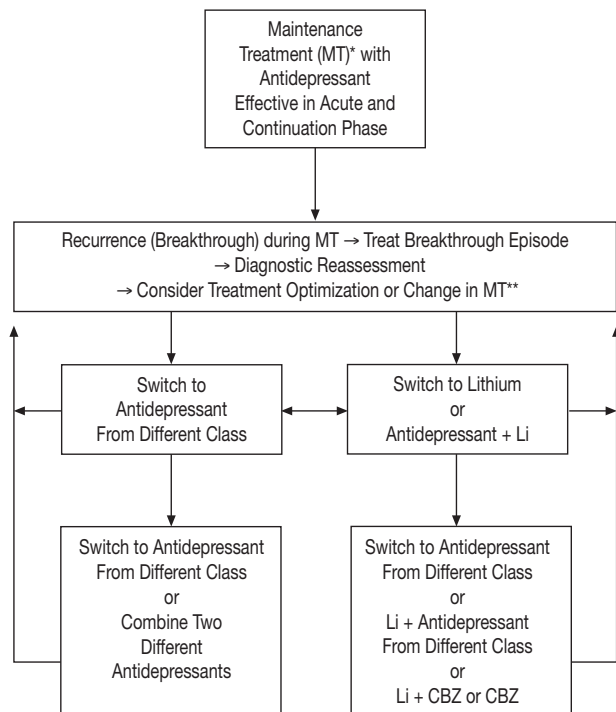 Maintenance
Treatment (MT)* with
Antidepressant
Effective in Acute and
Continuation Phase
Recurrence (Breakthrough) during MT → Treat Breakthrough Episode
→ Diagnostic Reassessment
→ Consider Treatment Optimization or Change in MT**
Switch to
Antidepressant
From Different Class
Switch to Lithium
or
Antidepressant + Li
Switch to Antidepressant
From Different Class
or
Combine Two
Different
Antidepressants
Switch to Antidepressant
From Different Class
or
Li + Antidepressant
From Different Class
or
Li + CBZ or CBZ